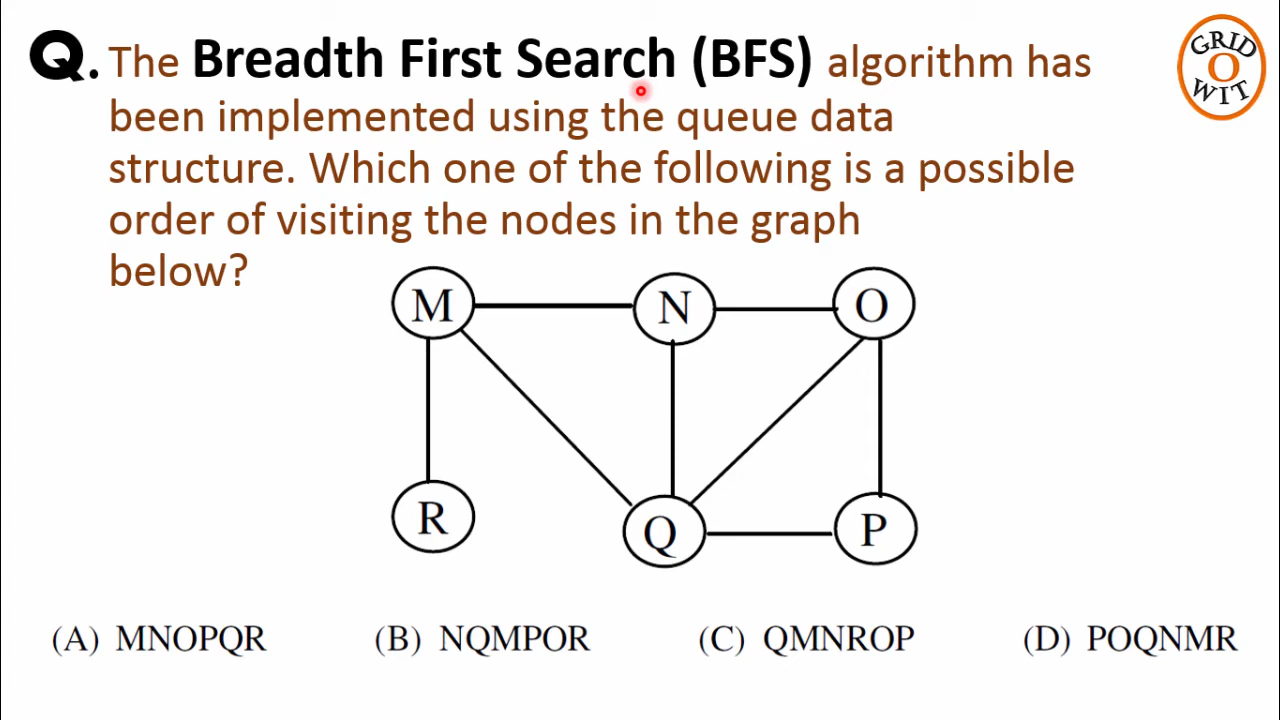 Q. The Breadth First Search (BFS) algorithm has
been implemented using the queue data
structure. Which one of the following is a possible
order of visiting the nodes in the graph
below?
GRID
O
WIT
M N O
R Q P
(A) MNOPQR (B) NQMPOR (C) QMNROP (D) POQNMR